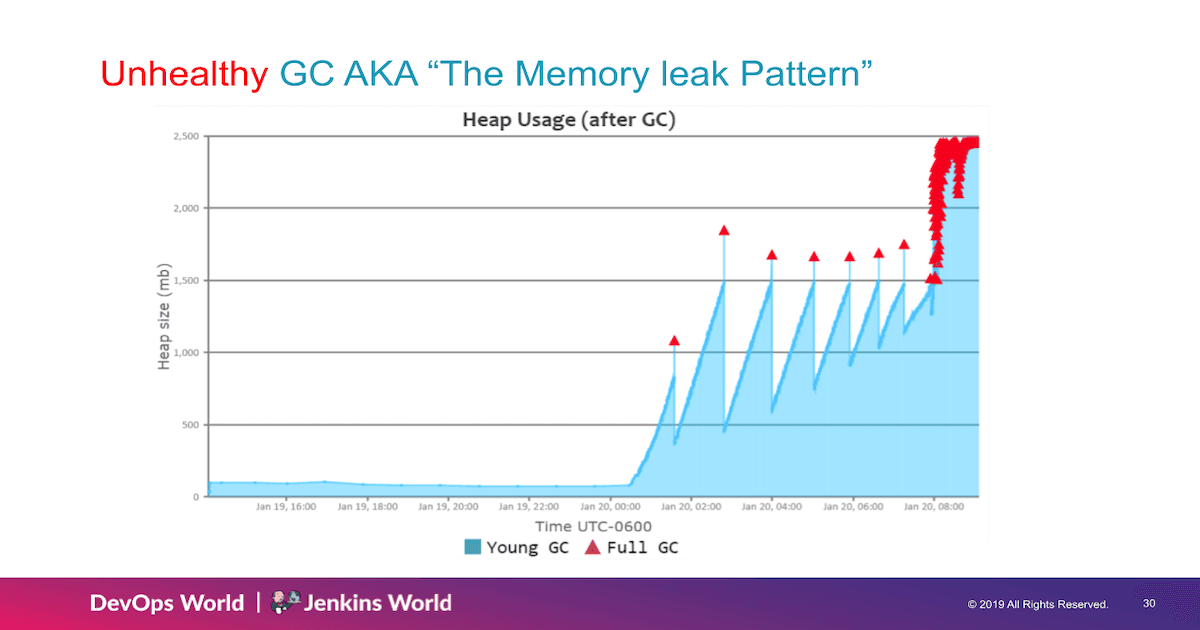 Unhealthy GC AKA “The Memory leak Pattern”
Heap Usage (after GC)
2,500
2,000
1,500
1,000
500
0
Heap size (mb)
Jan 19, 16:00 Jan 19, 18:00 Jan 19, 20:00 Jan 19, 22:00 Jan 20, 00:00 Jan 20, 02:00 Jan 20, 04:00 Jan 20, 06:00 Jan 20, 08:00
Time UTC-0600
Young GC Full GC
DevOps World | Jenkins World
© 2019 All Rights Reserved. 30